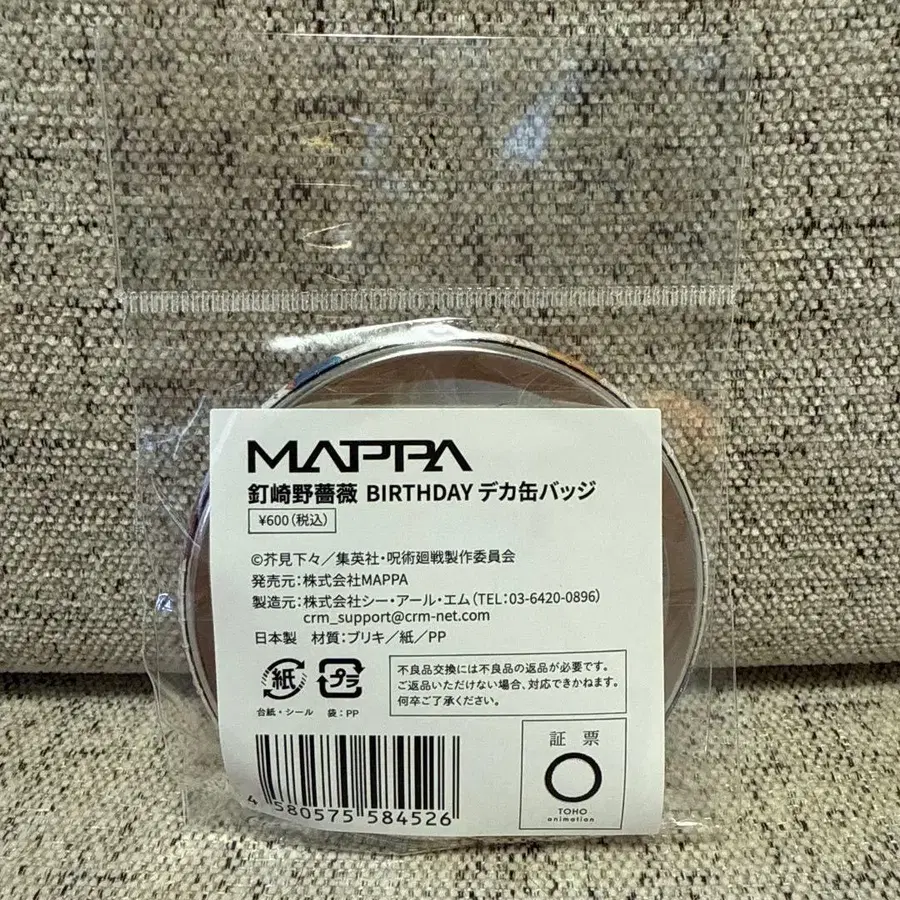 MAPPA
釘崎野薔薇 BIRTHDAY デカ缶バッジ
¥600(税込)
©芥見下々／集英社・呪術廻戦製作委員会
発売元:株式会社MAPPA
製造元:株式会社シー・アール・エム(TEL:03-6420-0896)
crm_support@crm-net.com
日本製 材質:ブリキ／紙／PP
紙
プラ
台紙・シール 袋:PP
不良品交換には不良品の返品が必要です。
ご返品いただけない場合、対応できかねます。
何卒ご了承ください。
証 票
TOHO
animation
4 580575 584526